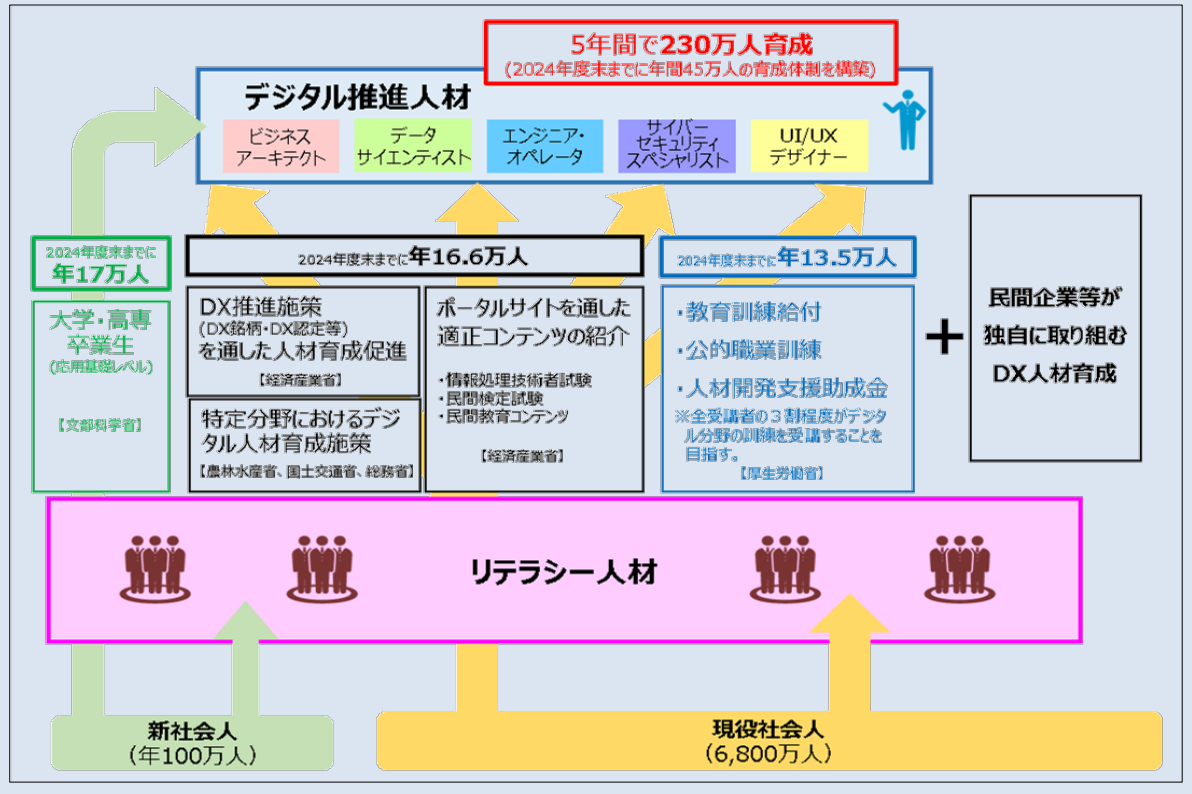 5年間で230万人育成
(2024年度末までに年間45万人の育成体制を構築)
デジタル推進人材
ビジネス
アーキテクト
データ
サイエンティスト
エンジニア・
オペレータ
サイバー
セキュリティ
スペシャリスト
UI/UX
デザイナー
2024年度末までに
年17万人
大学・高専
卒業生
(応用基礎レベル)
【文部科学省】
2024年度末までに年16.6万人
DX推進施策
(DX銘柄・DX認定等)
を通した人材育成促進
【経済産業省】
特定分野におけるデジ
タル人材育成施策
【農林水産省、国土交通省、総務省】
ポータルサイトを通した
適正コンテンツの紹介
・情報処理技術者試験
・民間検定試験
・民間教育コンテンツ
【経済産業省】
2024年度末までに年13.5万人
・教育訓練給付
・公的職業訓練
・人材開発支援助成金
※全受講者の３割程度がデジタ
ル分野の訓練を受講することを
目指す。
【厚生労働省】
+
民間企業等が
独自に取り組む
DX人材育成
リテラシー人材
新社会人
(年100万人)
現役社会人
(6,800万人)